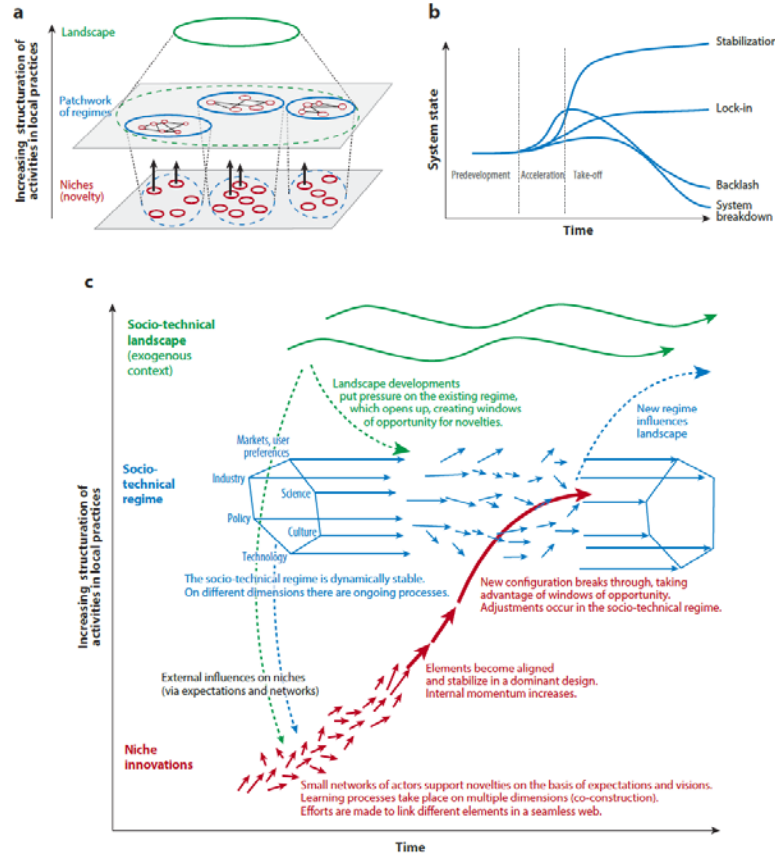 a
Increasing structuration of
activities in local practices
Landscape
Patchwork
of regimes
Niches
(novelty)
b
System state
Predevelopment
Acceleration
Take-off
Stabilization
Lock-in
Backlash
System
breakdown
Time
c
Increasing structuration of
activities in local practices
Socio-technical
landscape
(exogenous
context)
Landscape developments
put pressure on the existing regime,
which opens up, creating windows
of opportunity for novelties.
New regime
influences
landscape
Socio-
technical
regime
Markets, user
preferences
Industry
Science
Policy
Culture
Technology
The socio-technical regime is dynamically stable.
On different dimensions there are ongoing processes.
New configuration breaks through, taking
advantage of windows of opportunity.
Adjustments occur in the socio-technical regime.
External influences on niches
(via expectations and networks)
Elements become aligned
and stabilize in a dominant design.
Internal momentum increases.
Niche
innovations
Small networks of actors support novelties on the basis of expectations and visions.
Learning processes take place on multiple dimensions (co-construction).
Efforts are made to link different elements in a seamless web.
Time